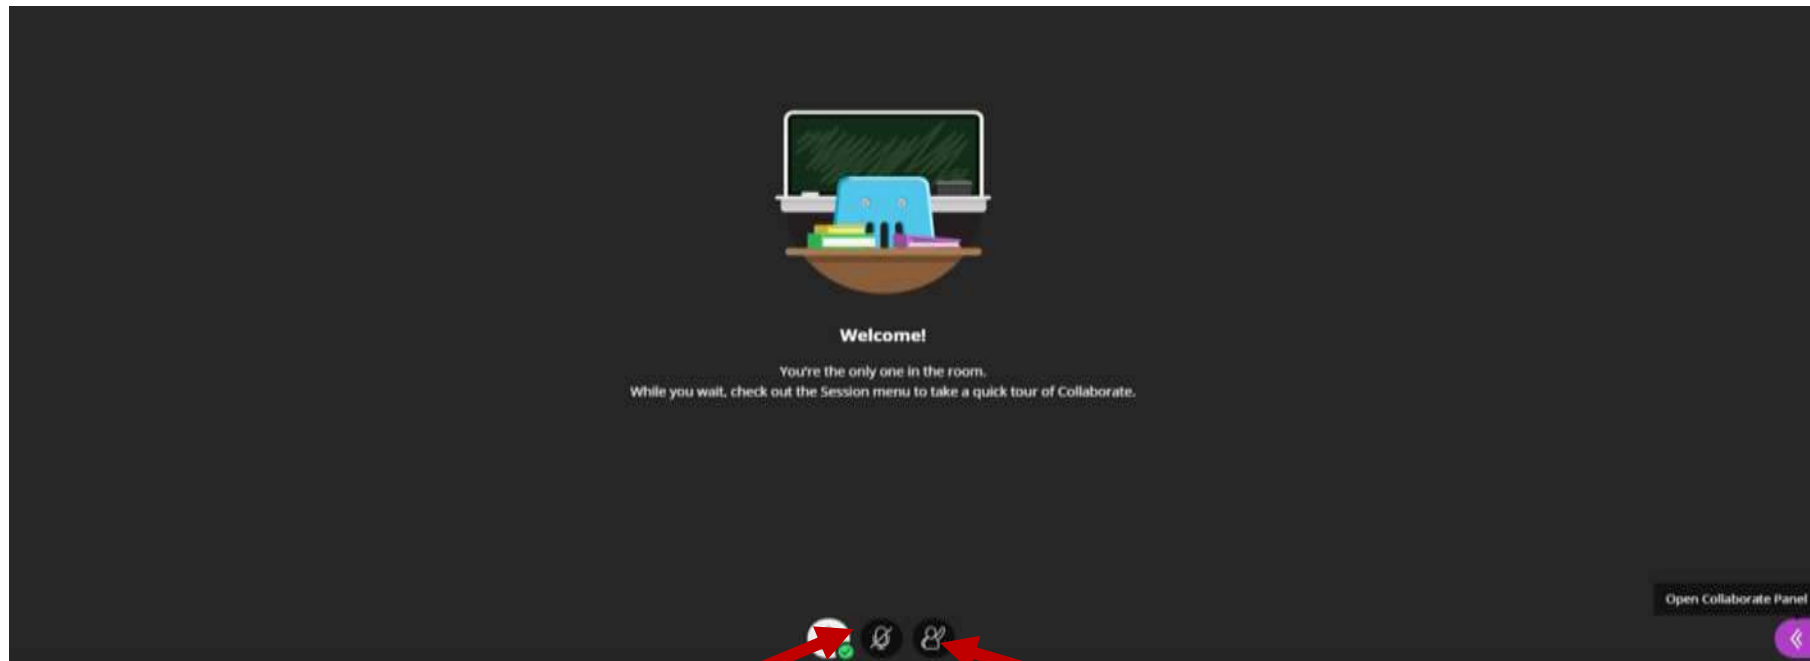 Welcome!
You're the only one in the room.
While you wait, check out the Session menu to take a quick tour of Collaborate.
Open Collaborate Panel